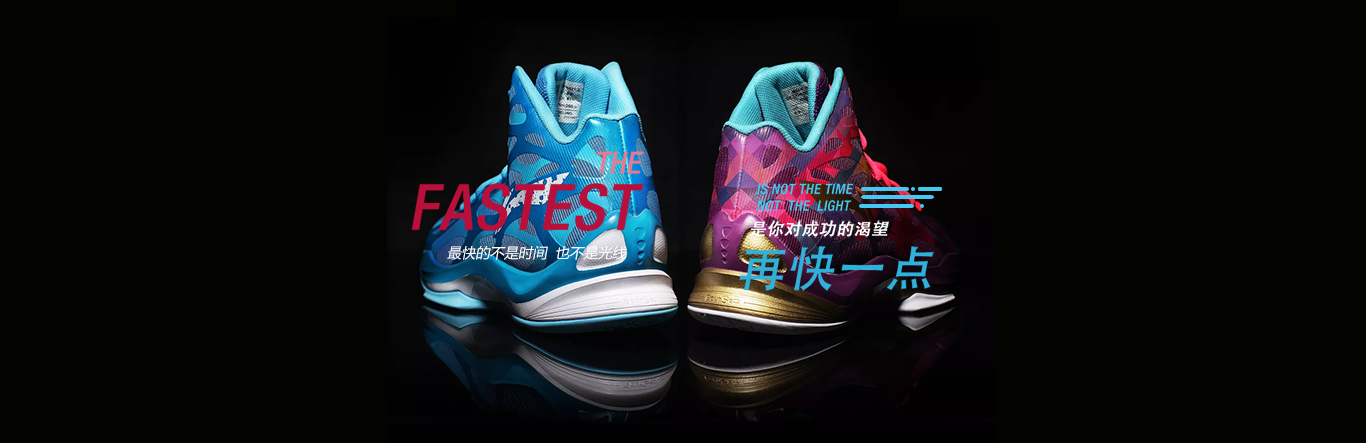 THE
FASTEST
最快的不是时间 也不是光线
IS NOT THE TIME
NOT THE LIGHT
是你对成功的渴望
再快一点